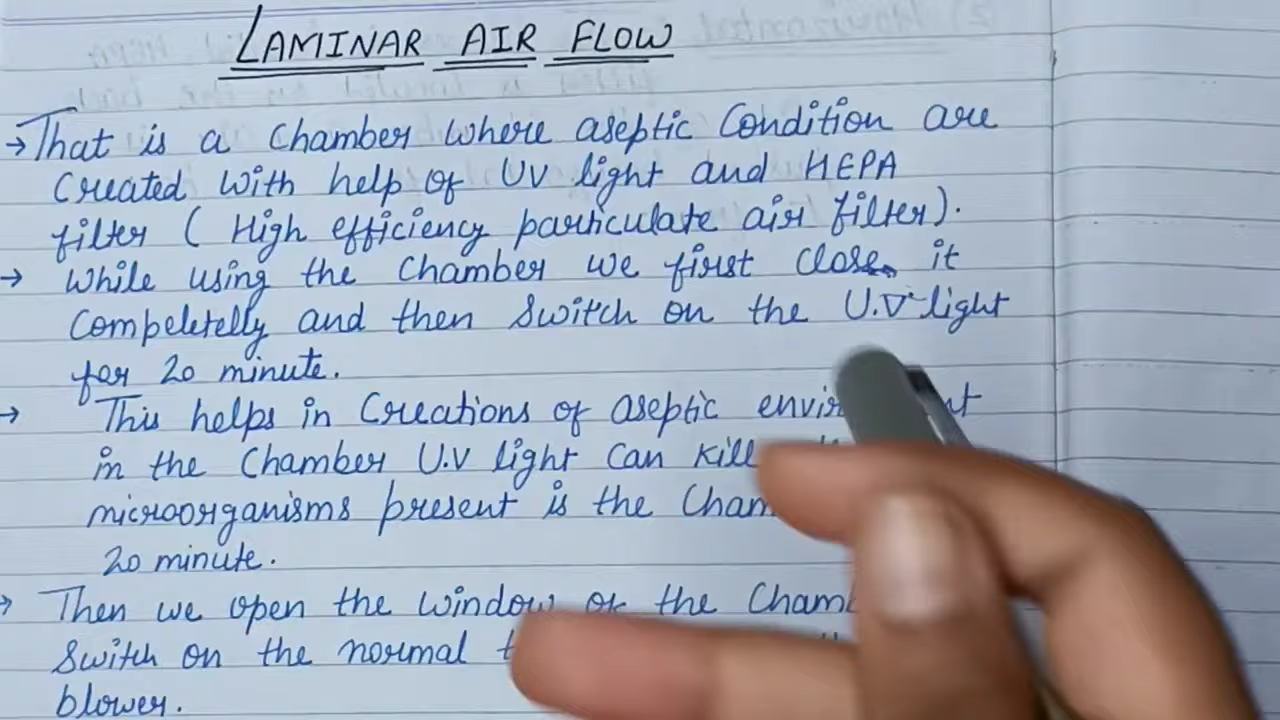 LAMINAR AIR FLOW
→ That is a Chamber where aseptic Condition are
Created With help of UV light and HEPA
filter ( High efficiency particulate air filter).
→ While using the Chamber we first close it
Compeletelly and then Switch on the U.V light
for 20 minute.
→ This helps in Creations of aseptic
in the Chamber U.V light Can Kill
microorganisms present is the
20 minute.
→ Then we open the window of the
Switch on the normal
blower.